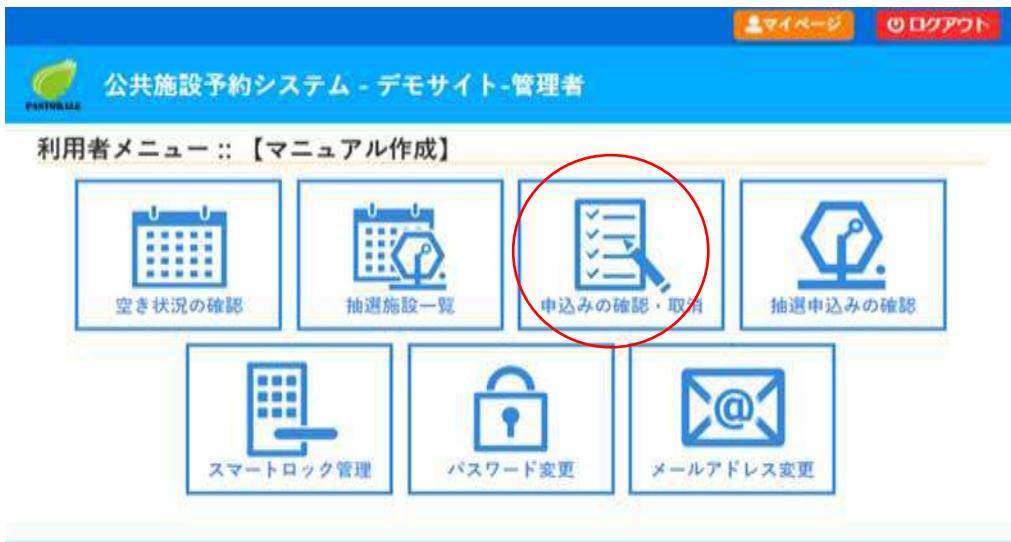 マイページ
ログアウト
PASTORALE
公共施設予約システム - デモサイト-管理者
利用者メニュー :: 【マニュアル作成】
空き状況の確認
抽選施設一覧
申込みの確認・取消
抽選申込みの確認
スマートロック管理
パスワード変更
@
メールアドレス変更